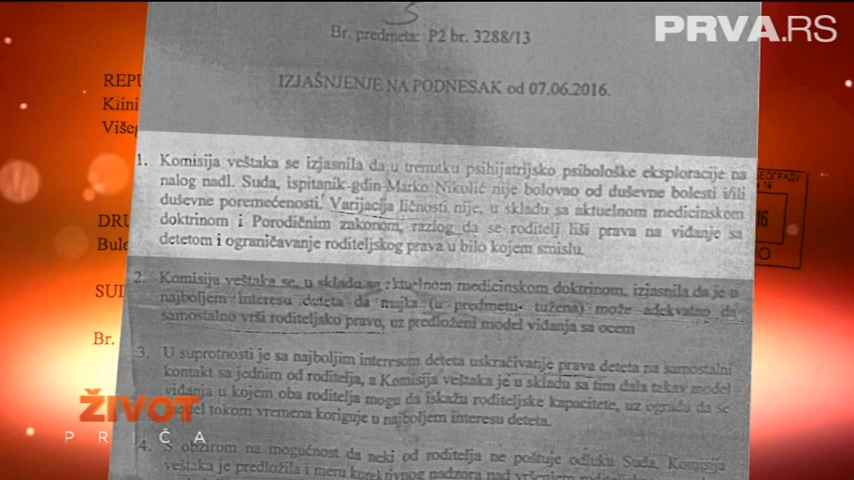 PRVA.RS
Br. predmeta: P2 br. 3288/13
IZJAŠNJENJE NA PODNESAK od 07.06.2016.
REPU
Klini
Višeg
1. Komisija veštaka se izjasnila da u trenutku psihijatrijsko psihološke eksploracije na
nalog nadl. Suda, ispitanik-gdin Marko Nikolić nije bolovao od duševne bolesti i/ili
duševne poremećenosti. Varijacija ličnosti nije, u skladu sa aktuelnom medicinskom
doktrinom i Porodičnim zakonom, razlog da se roditelj liši prava na viđanje sa
detetom i ograničavanje roditeljskog prava u bilo kojem smislu.
BEOGRADU
16
O
DRU
Bule
2. Komisija veštaka se, u skladu sa aktuelnom medicinskom doktrinom, izjasnila da je u
najboljem interesu deteta da majka (u predmetu- tužena) može adekvatno da
samostalno vrši roditeljsko pravo, uz predloženi model viđanja sa ocem
SUD
Br.
3. U suprotnosti je sa najboljim interesom deteta uskraćivanje prava deteta na samostalni
kontakt sa jednim od roditelja, a Komisija veštaka je u skladu sa tim dala takav model
viđanja u kojem oba roditelja mogu da iskažu roditeljske kapacitete, uz ogradu da se
model tokom vremena koriguje u najboljem interesu deteta.
ŽIVOT
PRIČA
4. S obzirom na mogućnost da neki od roditelja ne poštuje odluku Suda, Komisija
veštaka je predložila i meru korektivnog nadzora nad vršenjem